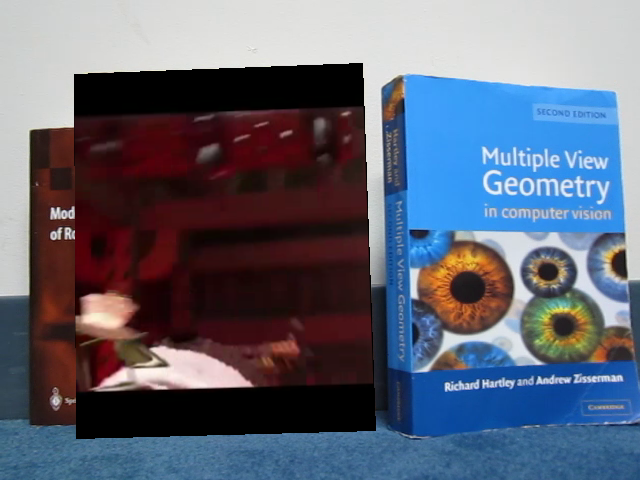 Mod
of Ro
SECOND EDITION
Multiple View
Geometry
in computer vision
Richard Hartley and Andrew Zisserman
CAMBRIDGE
Hartley and
Zisserman
Multiple View Geometry